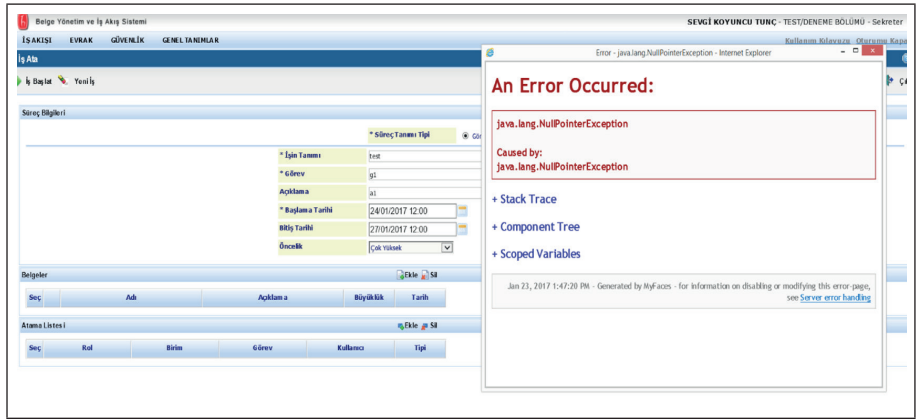 Belge Yönetim ve İş Akış Sistemi
SEVGİ KOYUNCU TUNÇ - TEST/DENEME BÖLÜMÜ - Sekreter
İŞAKIŞI EVRAK GÜVENLİK GENEL TANIMLAR
Kullanım Kılavuzu Oturumu Kapa
İş Ata
İş Başlat Yeni İş
Süreç Bilgileri
* Süreç Tanımı Tipi
* İşin Tanımı test
* Görev g1
Açıklama a1
* Başlama Tarihi 24/01/2017 12:00
Bitiş Tarihi 27/01/2017 12:00
Öncelik Çok Yüksek
Belgeler Ekle Sil
Seç Adı Açıklama Büyüklük Tarih
Atama Listesi Ekle Sil
Seç Rol Birim Görev Kullanıcı Tipi
Error - java.lang.NullPointerException - Internet Explorer
An Error Occurred:
java.lang.NullPointerException
Caused by:
java.lang.NullPointerException
+ Stack Trace
+ Component Tree
+ Scoped Variables
Jan 23, 2017 1:47:20 PM - Generated by MyFaces - for information on disabling or modifying this error-page,
see Server error handling